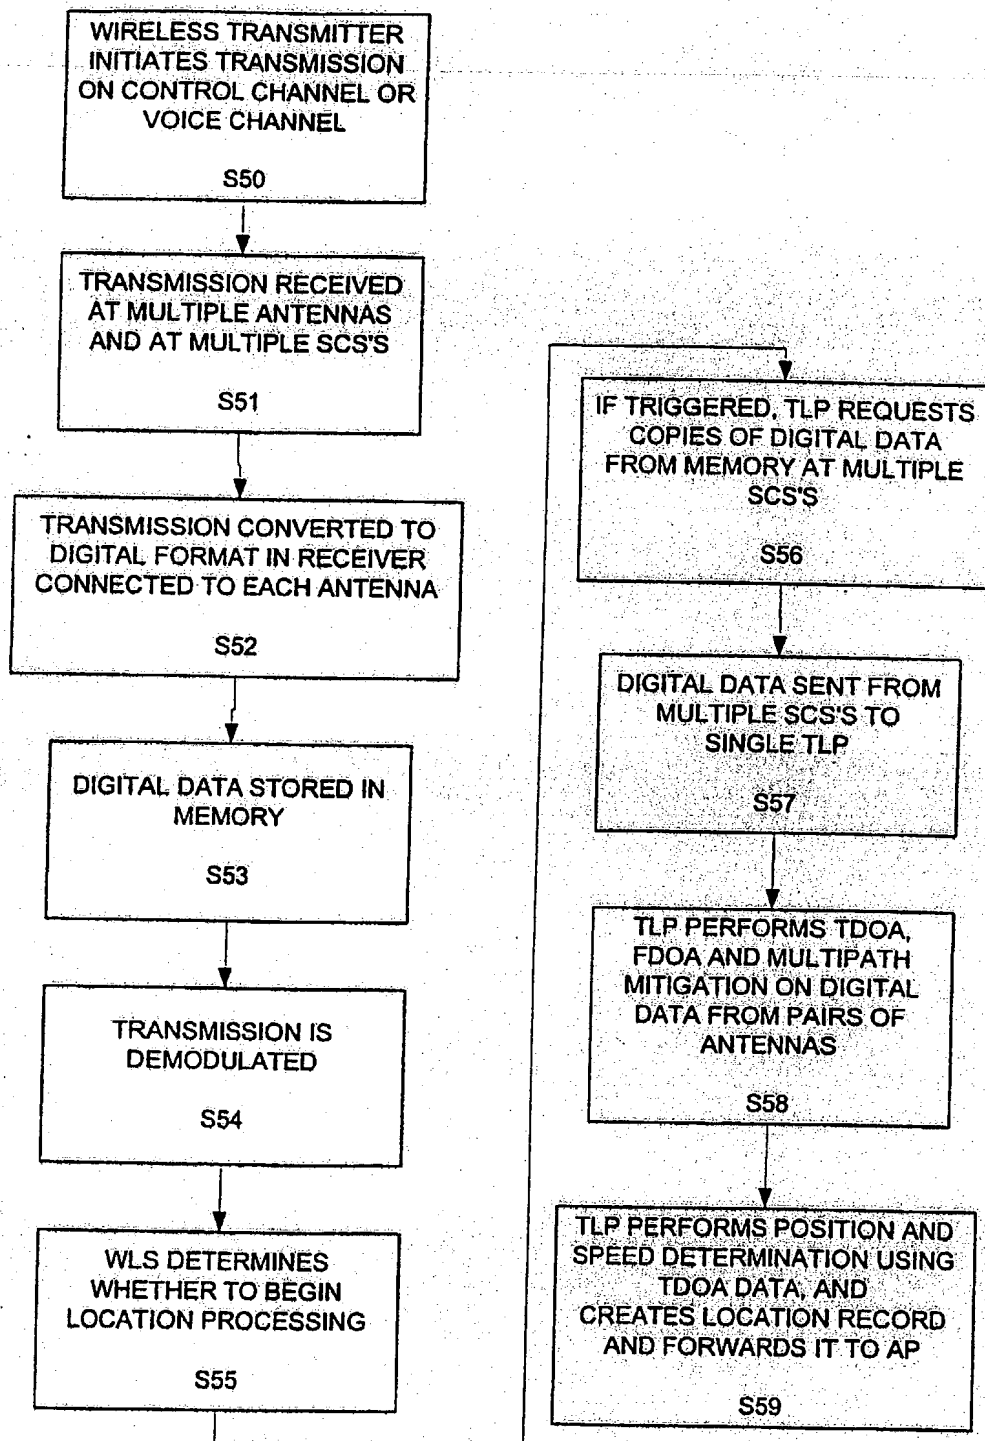 WIRELESS TRANSMITTER
INITIATES TRANSMISSION
ON CONTROL CHANNEL OR
VOICE CHANNEL
S50
TRANSMISSION RECEIVED
AT MULTIPLE ANTENNAS
AND AT MULTIPLE SCS'S
S51
TRANSMISSION CONVERTED TO
DIGITAL FORMAT IN RECEIVER
CONNECTED TO EACH ANTENNA
S52
DIGITAL DATA STORED IN
MEMORY
S53
TRANSMISSION IS
DEMODULATED
S54
WLS DETERMINES
WHETHER TO BEGIN
LOCATION PROCESSING
S55
IF TRIGGERED, TLP REQUESTS
COPIES OF DIGITAL DATA
FROM MEMORY AT MULTIPLE
SCS'S
S56
DIGITAL DATA SENT FROM
MULTIPLE SCS'S TO
SINGLE TLP
S57
TLP PERFORMS TDOA,
FDOA AND MULTIPATH
MITIGATION ON DIGITAL
DATA FROM PAIRS OF
ANTENNAS
S58
TLP PERFORMS POSITION AND
SPEED DETERMINATION USING
TDOA DATA, AND
CREATES LOCATION RECORD
AND FORWARDS IT TO AP
S59